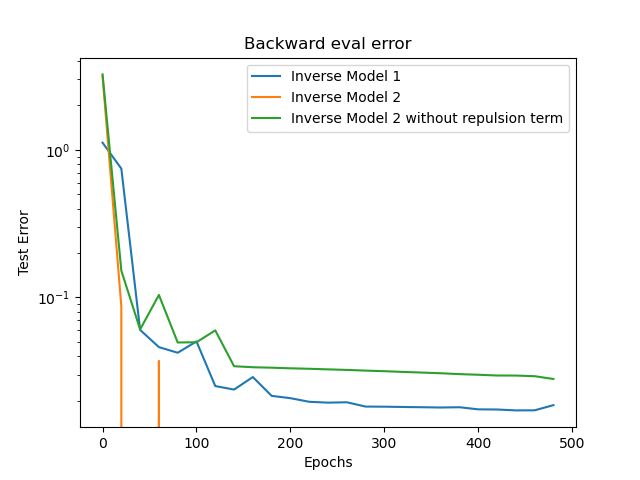 Backward eval error
Inverse Model 1
Inverse Model 2
Inverse Model 2 without repulsion term
Test Error
10⁰
10⁻¹
0 100 200 300 400 500
Epochs